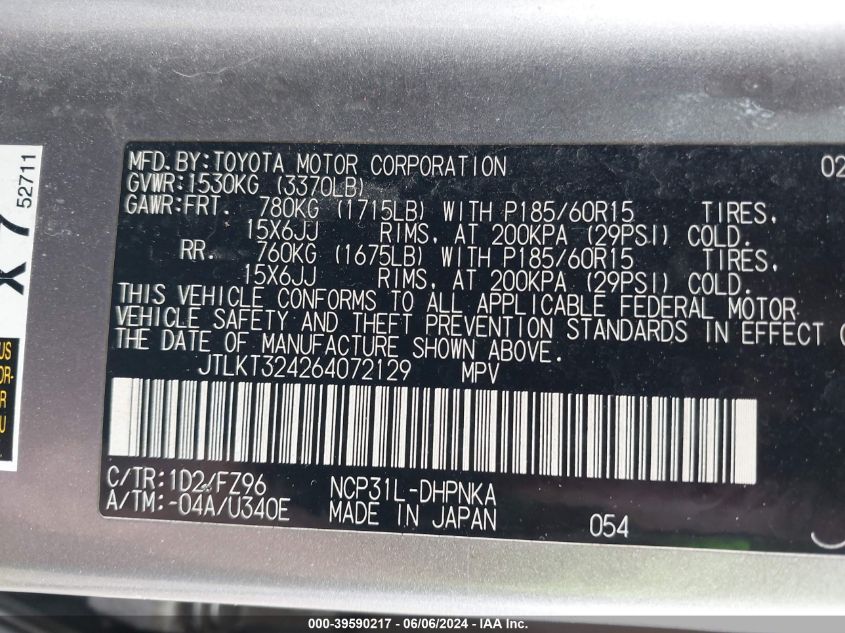 MFD.BY:TOYOTA MOTOR CORPORATION 02
GVWR:1530KG (3370LB)
GAWR:FRT. 780KG (1715LB) WITH P185/60R15 TIRES,
15X6JJ RIMS, AT 200KPA (29PSI) COLD.
RR. 760KG (1675LB) WITH P185/60R15 TIRES,
15X6JJ RIMS, AT 200KPA (29PSI) COLD.
THIS VEHICLE CONFORMS TO ALL APPLICABLE FEDERAL MOTOR
VEHICLE SAFETY AND THEFT PREVENTION STANDARDS IN EFFECT
THE DATE OF MANUFACTURE SHOWN ABOVE.
JTLKT324264072129 MPV
C/TR:1D2/FZ96 NCP31L-DHPNKA
A/TM:-04A/U340E MADE IN JAPAN 054
X 7
52711
US
OR-
R
U
000-39590217 - 06/06/2024 - IAA Inc.